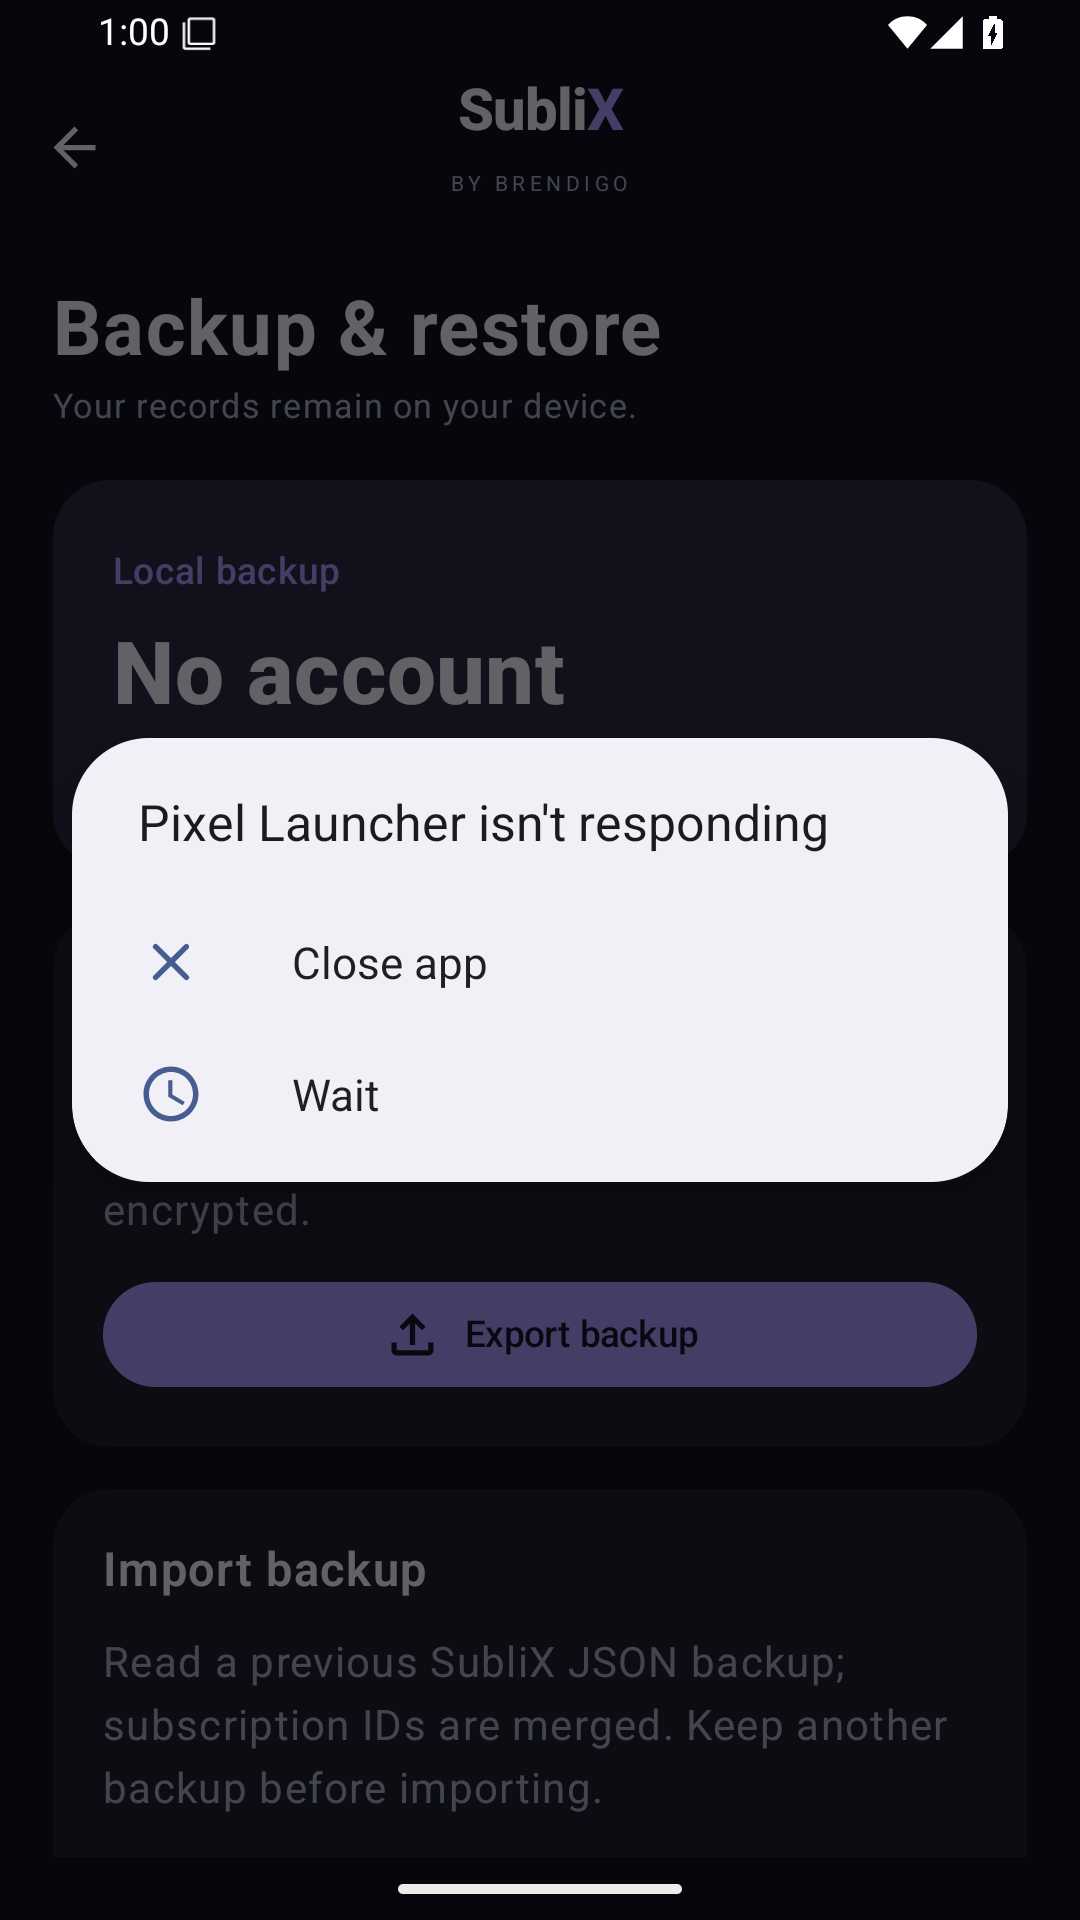 1:00
SubliX
BY BRENDIGO
Backup & restore
Your records remain on your device.
Local backup
No account
Pixel Launcher isn't responding
Close app
Wait
encrypted.
Export backup
Import backup
Read a previous SubliX JSON backup;
subscription IDs are merged. Keep another
backup before importing.